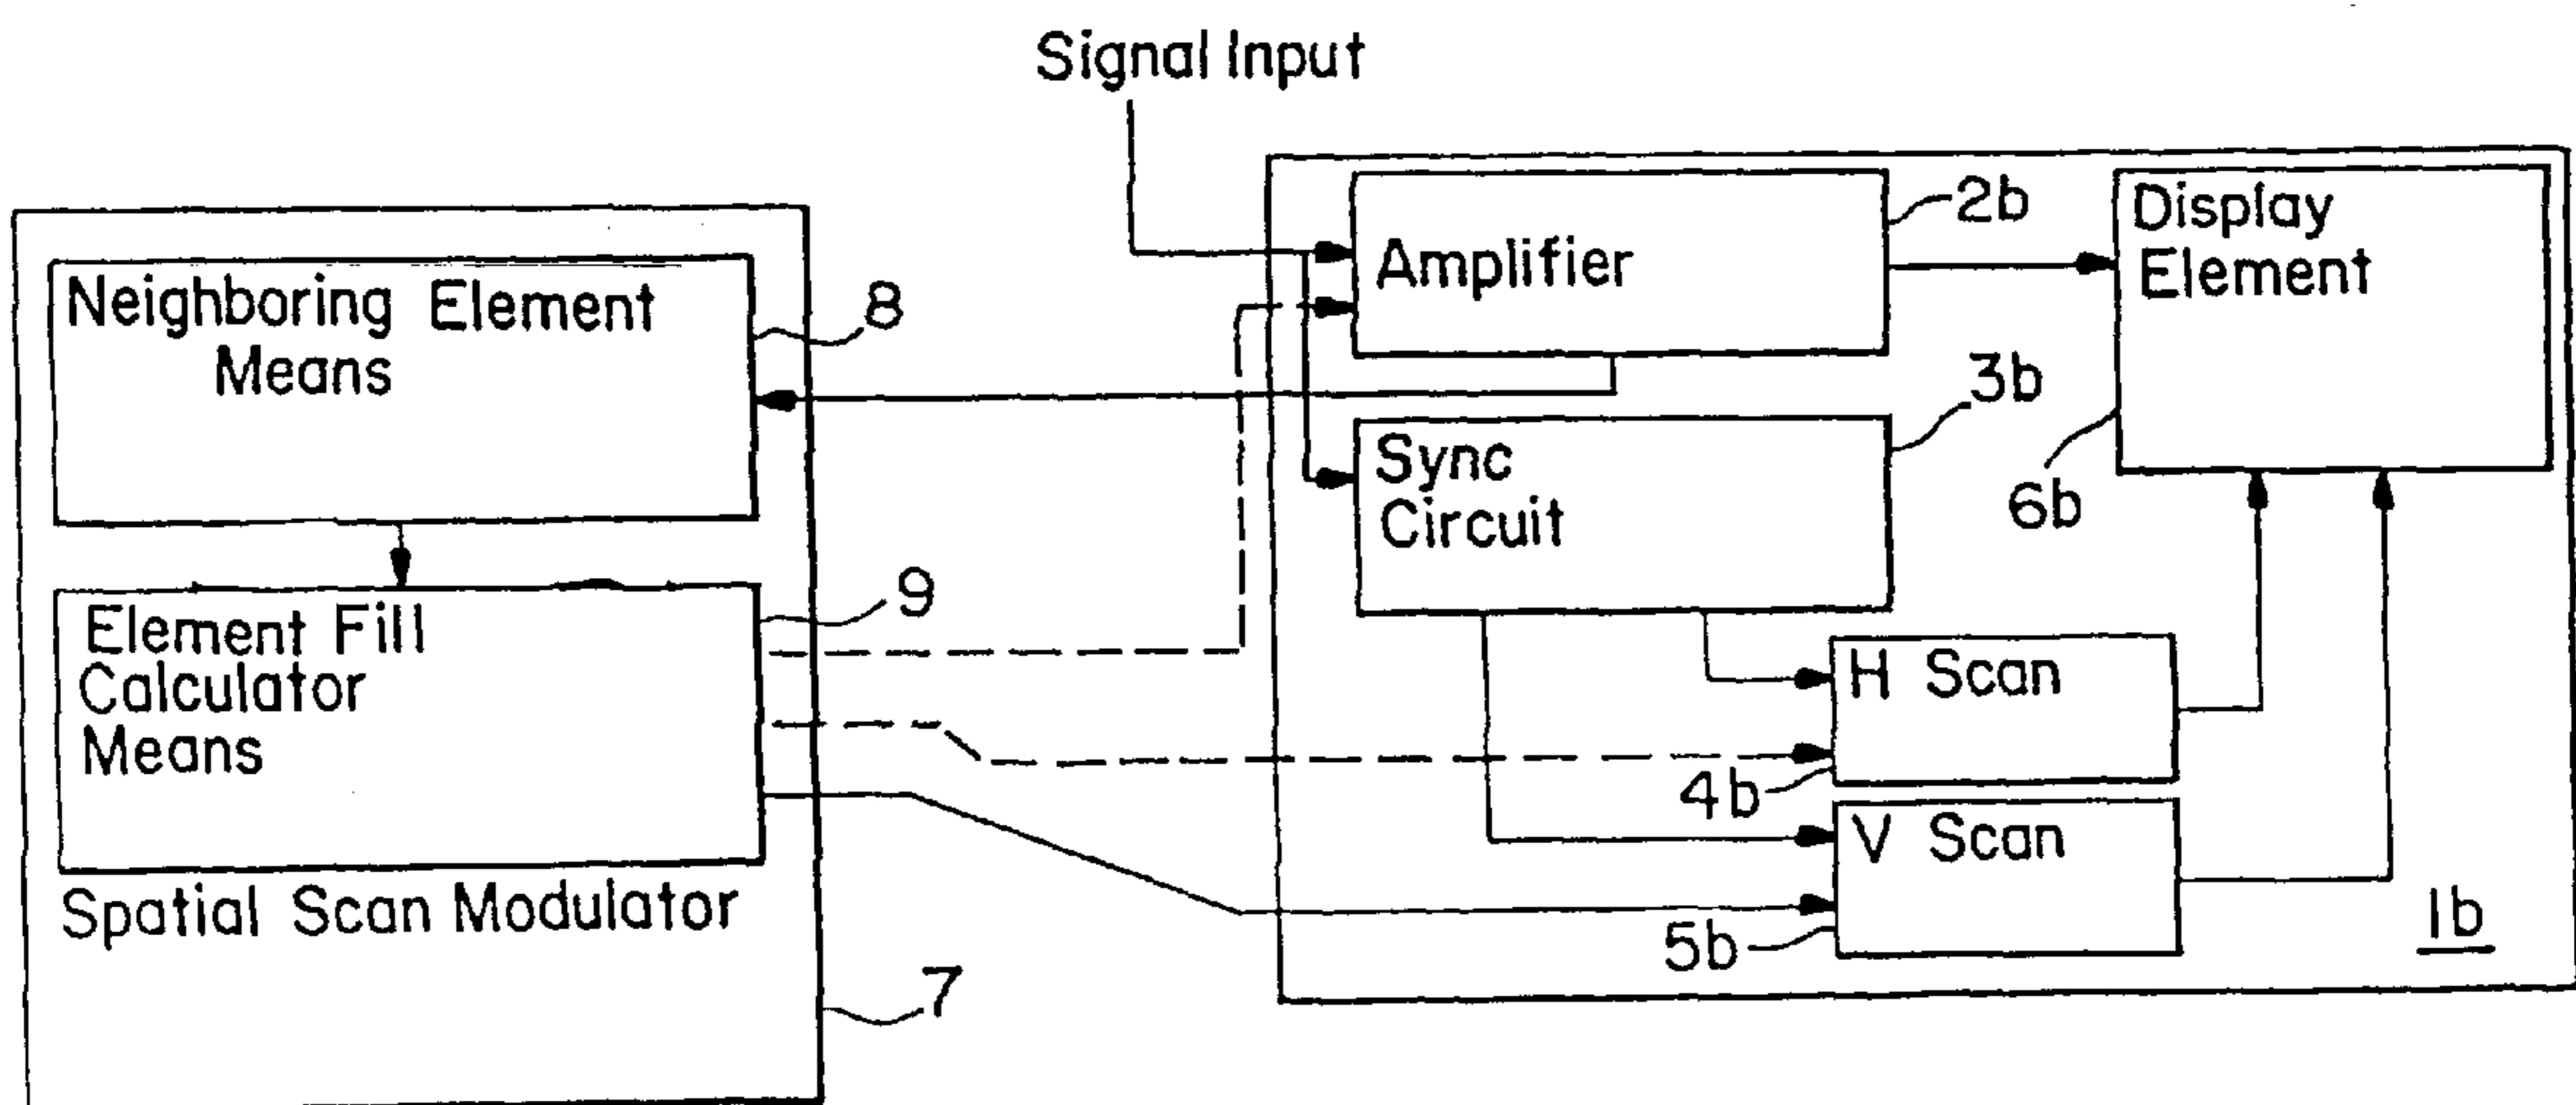 Signal Input
Neighboring Element
Means
8
Element Fill
Calculator
Means
9
Spatial Scan Modulator
7
Amplifier
2b
Display
Element
6b
Sync
Circuit
3b
H Scan
4b
V Scan
5b
1b